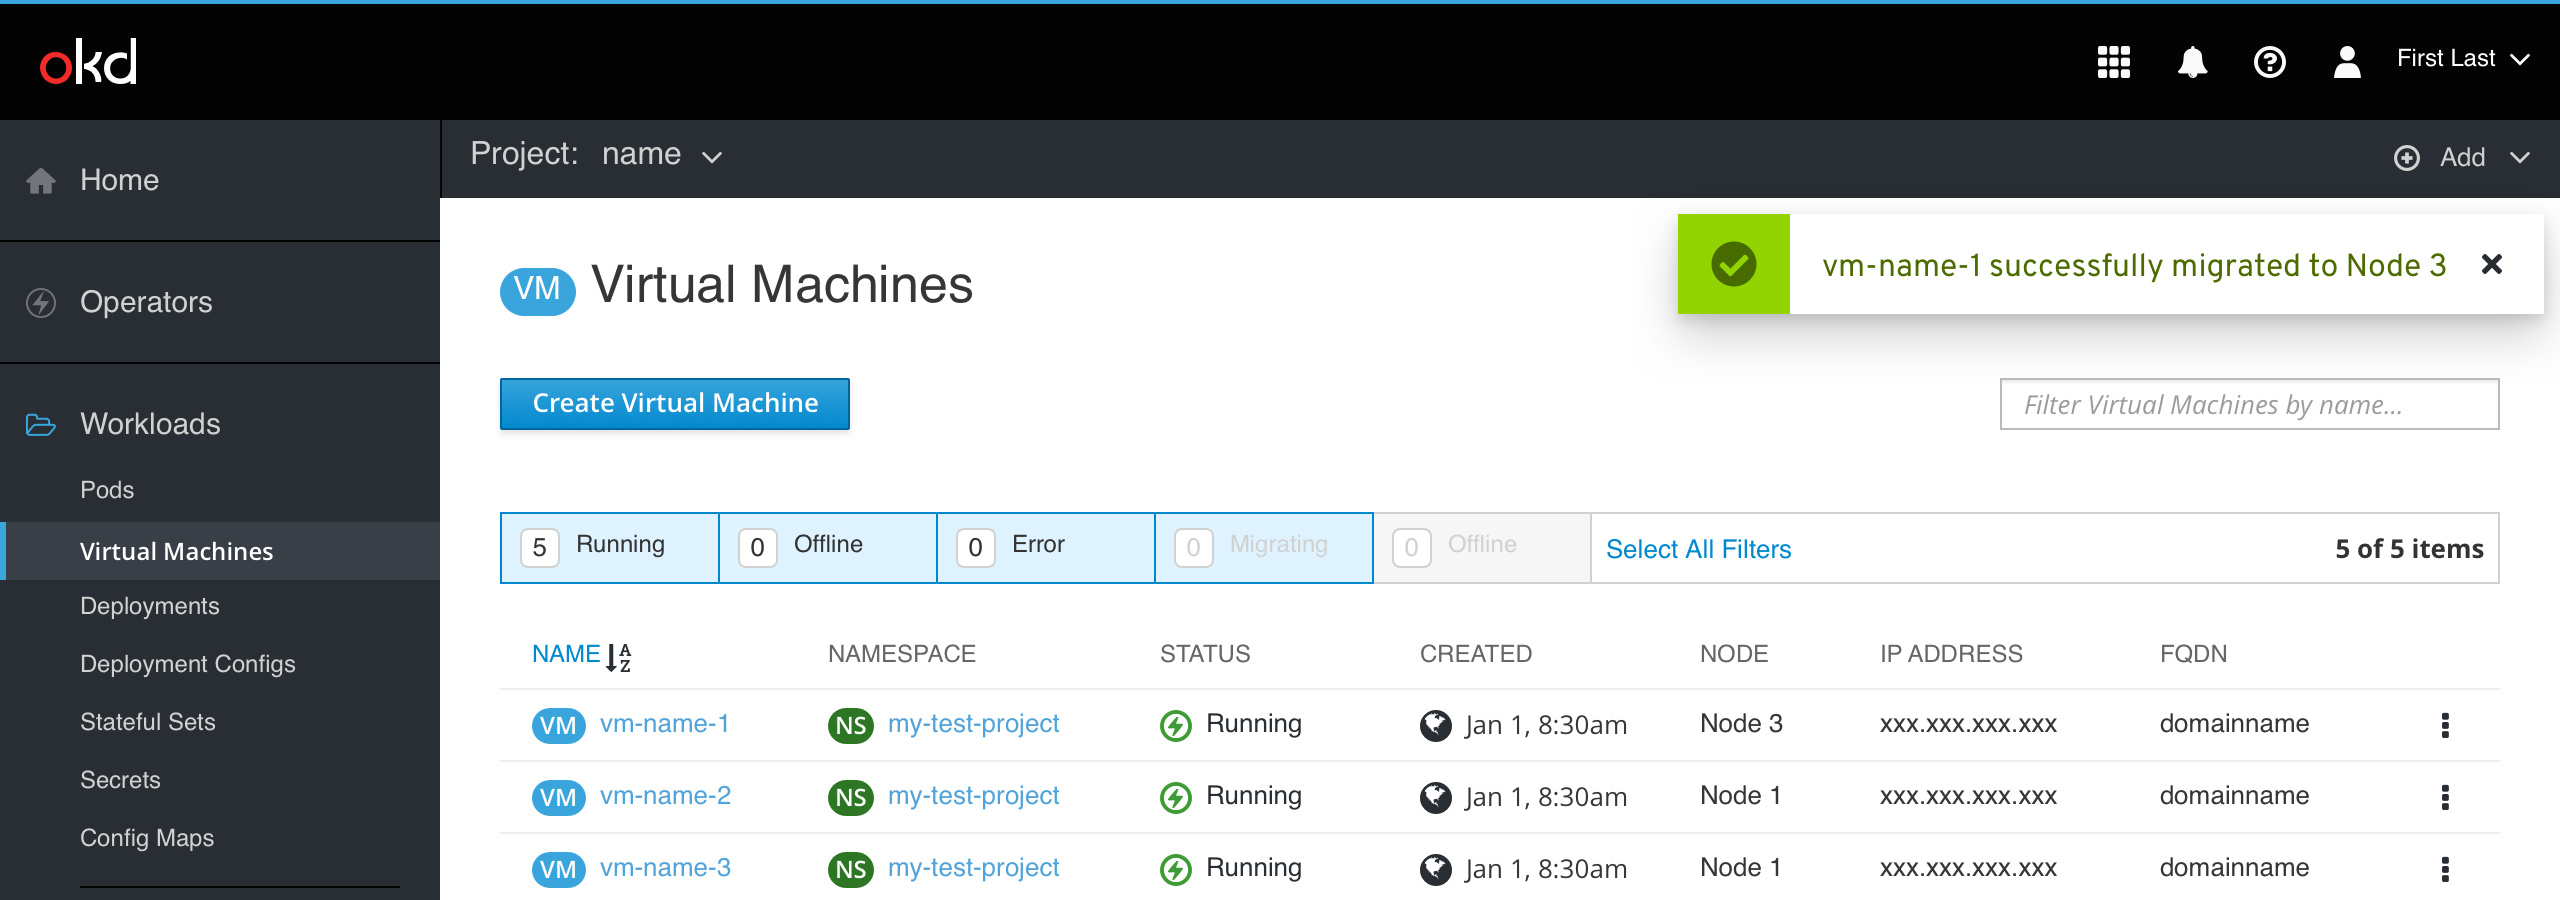 okd
First Last
Project: name
Add
Home
Operators
Workloads
Pods
Virtual Machines
Deployments
Deployment Configs
Stateful Sets
Secrets
Config Maps
VM Virtual Machines
vm-name-1 successfully migrated to Node 3
Create Virtual Machine
Filter Virtual Machines by name...
5 Running 0 Offline 0 Error 0 Migrating 0 Offline Select All Filters 5 of 5 items
NAME A Z NAMESPACE STATUS CREATED NODE IP ADDRESS FQDN
VM vm-name-1 NS my-test-project Running Jan 1, 8:30am Node 3 xxx.xxx.xxx.xxx domainname
VM vm-name-2 NS my-test-project Running Jan 1, 8:30am Node 1 xxx.xxx.xxx.xxx domainname
VM vm-name-3 NS my-test-project Running Jan 1, 8:30am Node 1 xxx.xxx.xxx.xxx domainname